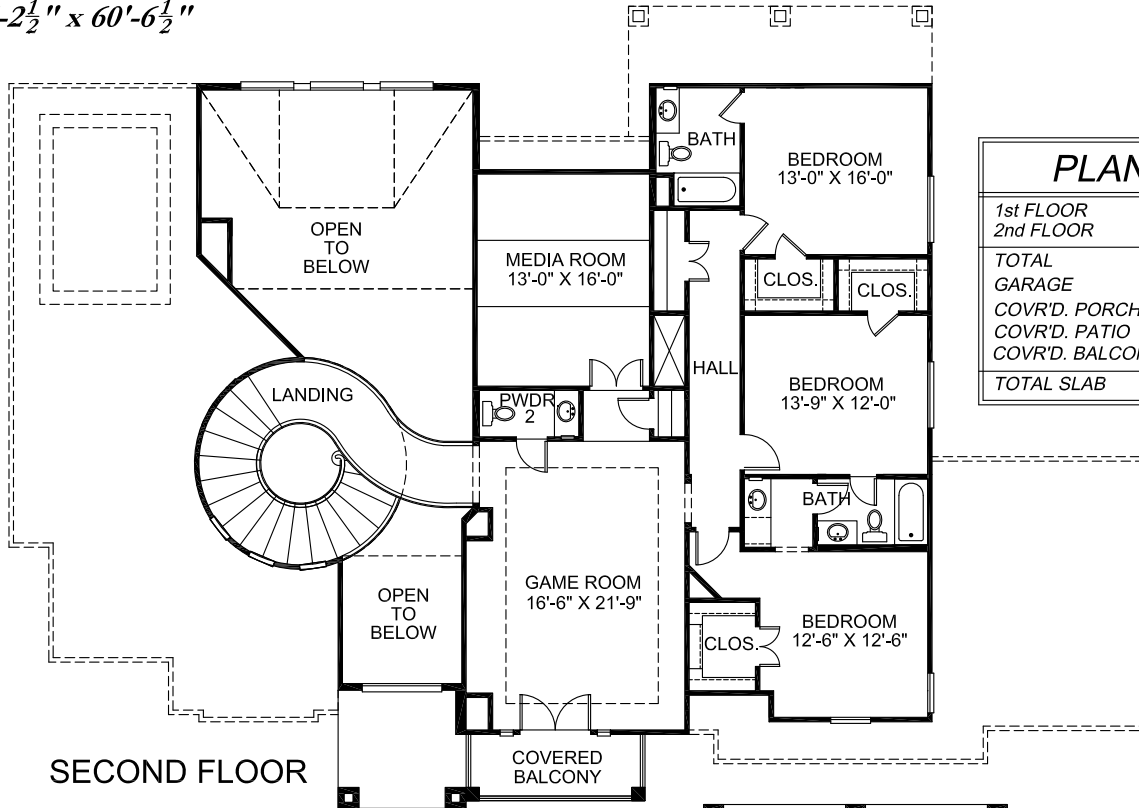 -2½" x 60'-6½"
BATH
BEDROOM
13'-0" X 16'-0"
PLAN
1st FLOOR
2nd FLOOR
TOTAL
GARAGE
COVR'D. PORCH
COVR'D. PATIO
COVR'D. BALCO
TOTAL SLAB
OPEN
TO
BELOW
MEDIA ROOM
13'-0" X 16'-0"
CLOS.
CLOS.
HALL
LANDING
PWDR
2
BEDROOM
13'-9" X 12'-0"
BATH
GAME ROOM
16'-6" X 21'-9"
OPEN
TO
BELOW
CLOS.
BEDROOM
12'-6" X 12'-6"
COVERED
BALCONY
SECOND FLOOR